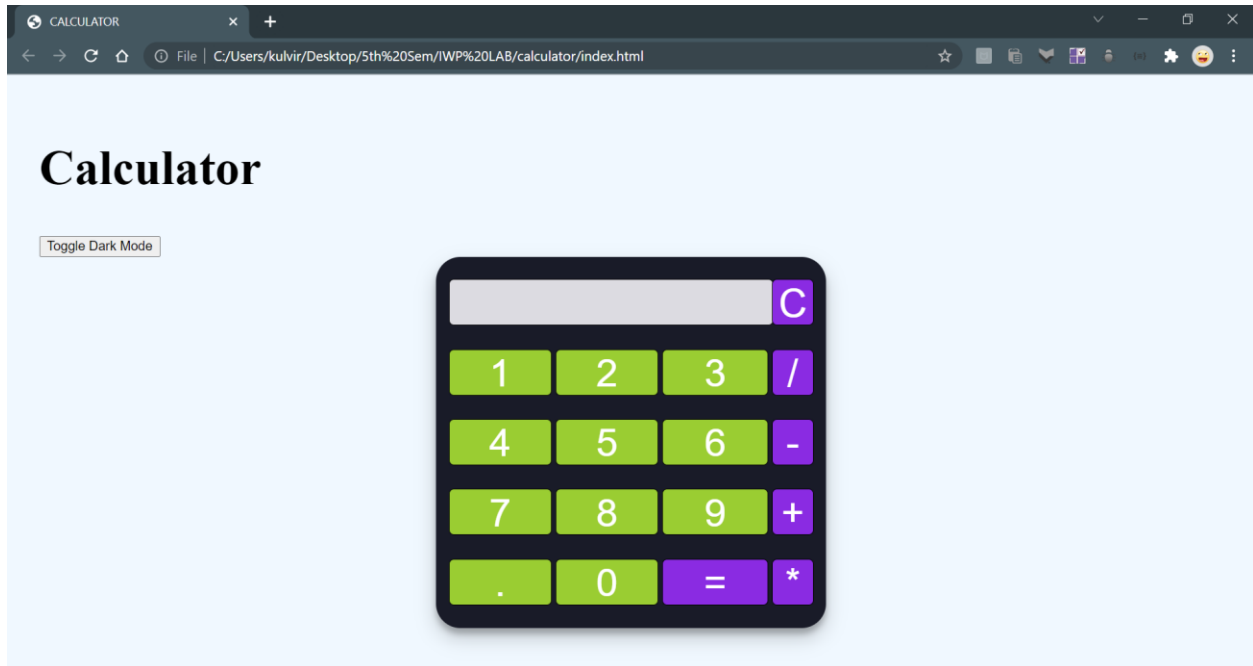 CALCULATOR
File C:/Users/kulvir/Desktop/5th%20Sem/IWP%20LAB/calculator/index.html
Calculator
Toggle Dark Mode
C
1 2 3 /
4 5 6 -
7 8 9 +
. 0 = *